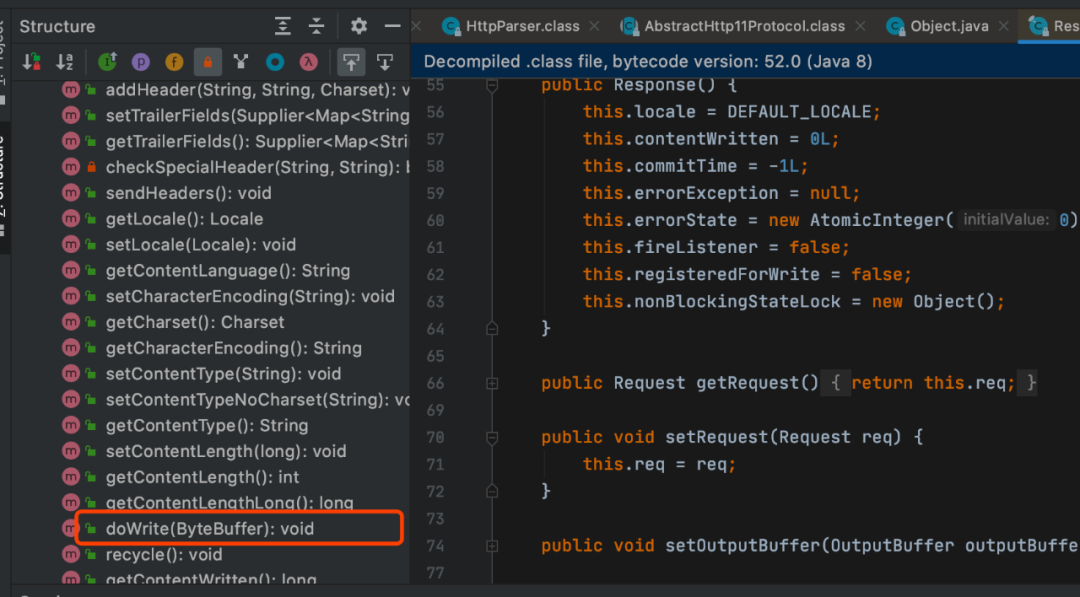 Structure
HttpParser.class
AbstractHttp11Protocol.class
Object.java
Res
Decompiled .class file, bytecode version: 52.0 (Java 8)
addHeader(String, String, Charset): v
setTrailerFields(Supplier<Map<String
getTrailerFields(): Supplier<Map<Stri
checkSpecialHeader(String, String): b
sendHeaders(): void
getLocale(): Locale
setLocale(Locale): void
getContentLanguage(): String
setCharacterEncoding(String): void
getCharset(): Charset
getCharacterEncoding(): String
setContentType(String): void
setContentTypeNoCharset(String): vo
getContentType(): String
setContentLength(long): void
getContentLength(): int
getContentLengthLong(): long
doWrite(ByteBuffer): void
recycle(): void
getContentWritten(): long
55 public Response() {
56 this.locale = DEFAULT_LOCALE;
57 this.contentWritten = 0L;
58 this.commitTime = -1L;
59 this.errorException = null;
60 this.errorState = new AtomicInteger( initialValue: 0)
61 this.fireListener = false;
62 this.registeredForWrite = false;
63 this.nonBlockingStateLock = new Object();
64 }
65
66 public Request getRequest() { return this.req; }
69
70 public void setRequest(Request req) {
71 this.req = req;
72 }
73
74 public void setOutputBuffer(OutputBuffer outputBuffe
77